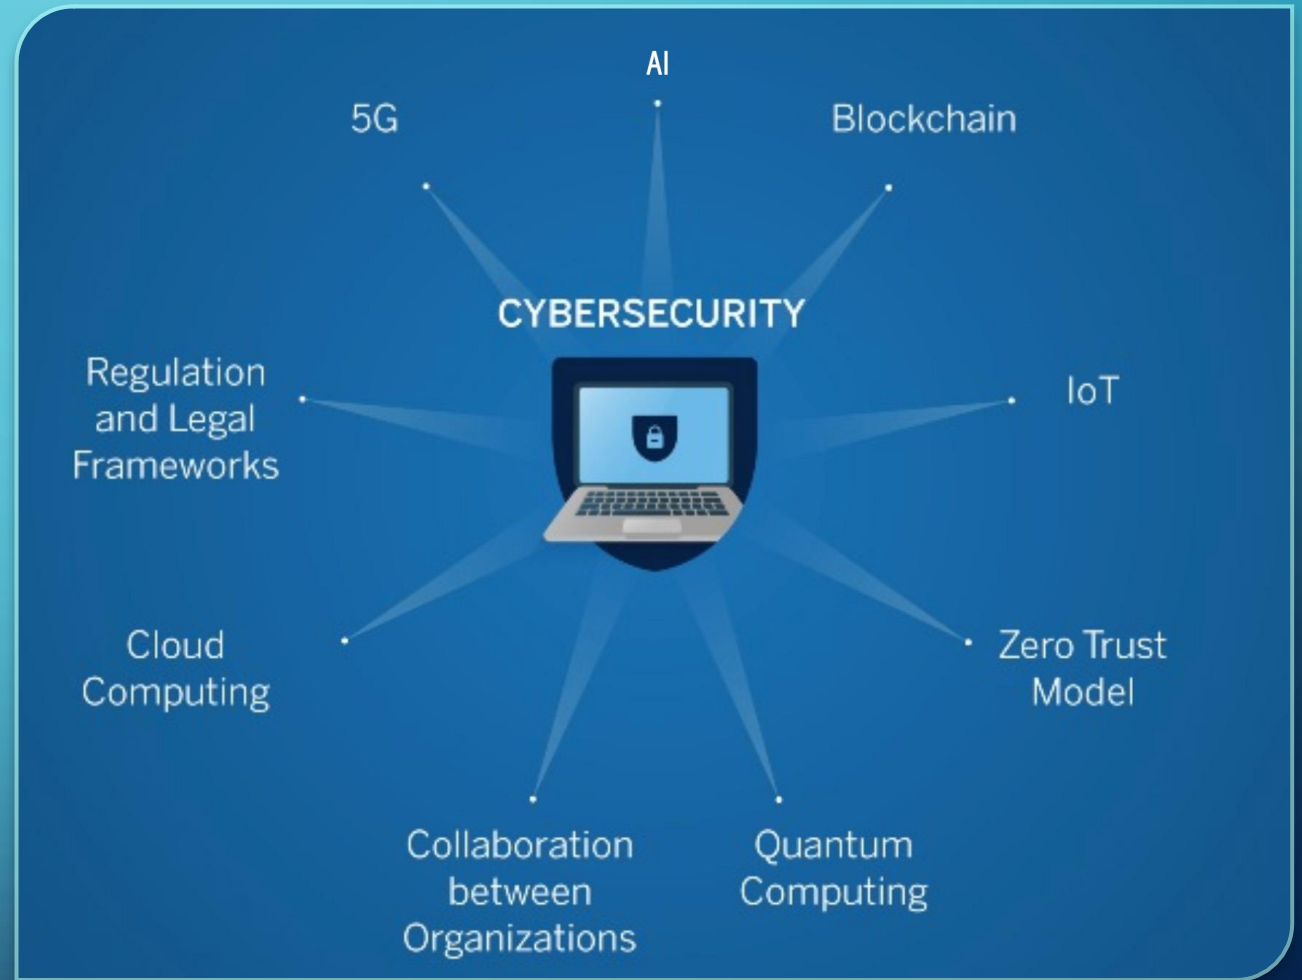 AI
5G
Blockchain
CYBERSECURITY
Regulation
and Legal
Frameworks
IoT
Cloud
Computing
Zero Trust
Model
Collaboration
between
Organizations
Quantum
Computing